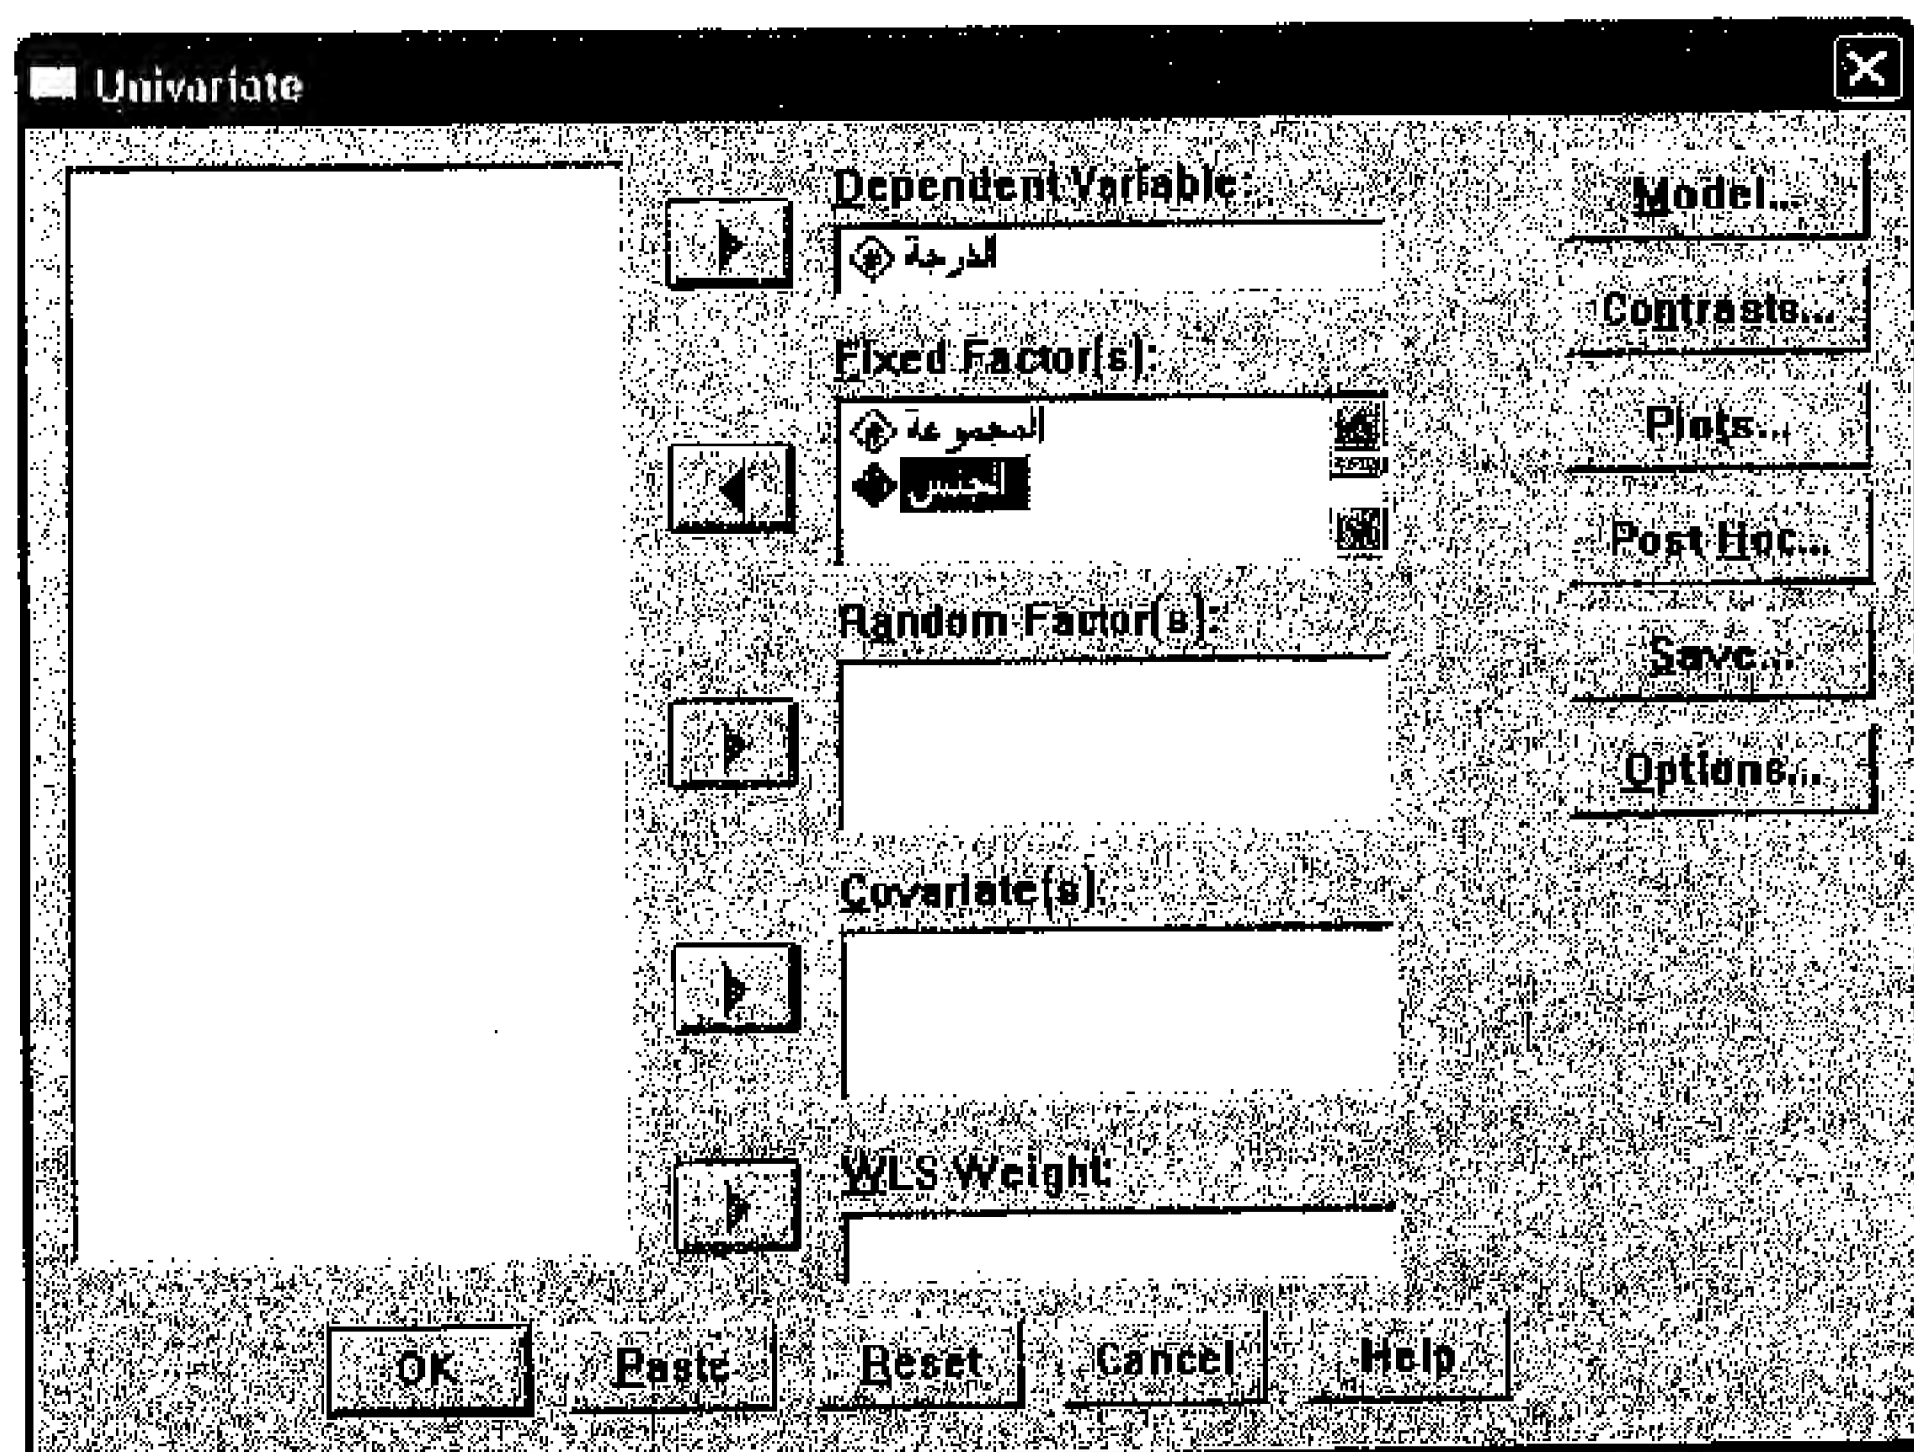 Univariate
Dependent Variable:
الدرجة
Fixed Factor(s):
المجموعة
الجنس
Random Factor(s):
Covariate(s):
WLS Weight:
Model...
Contrasts...
Plots...
Post Hoc...
Save...
Options...
OK
Paste
Reset
Cancel
Help